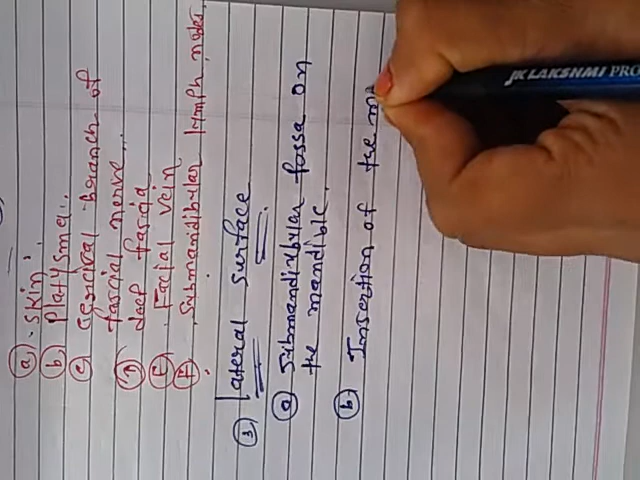 (a). skin.
(b) Platysma.
(c) cervical branch of
fascial nerve..
(D) deep fascia
(E). Facial vein
(F) submandibular lymph nodes
(3) Lateral surface
(a) submandibular fossa on
the mandible.
(b) Insertion of the m
JK LAKSHMI PRO